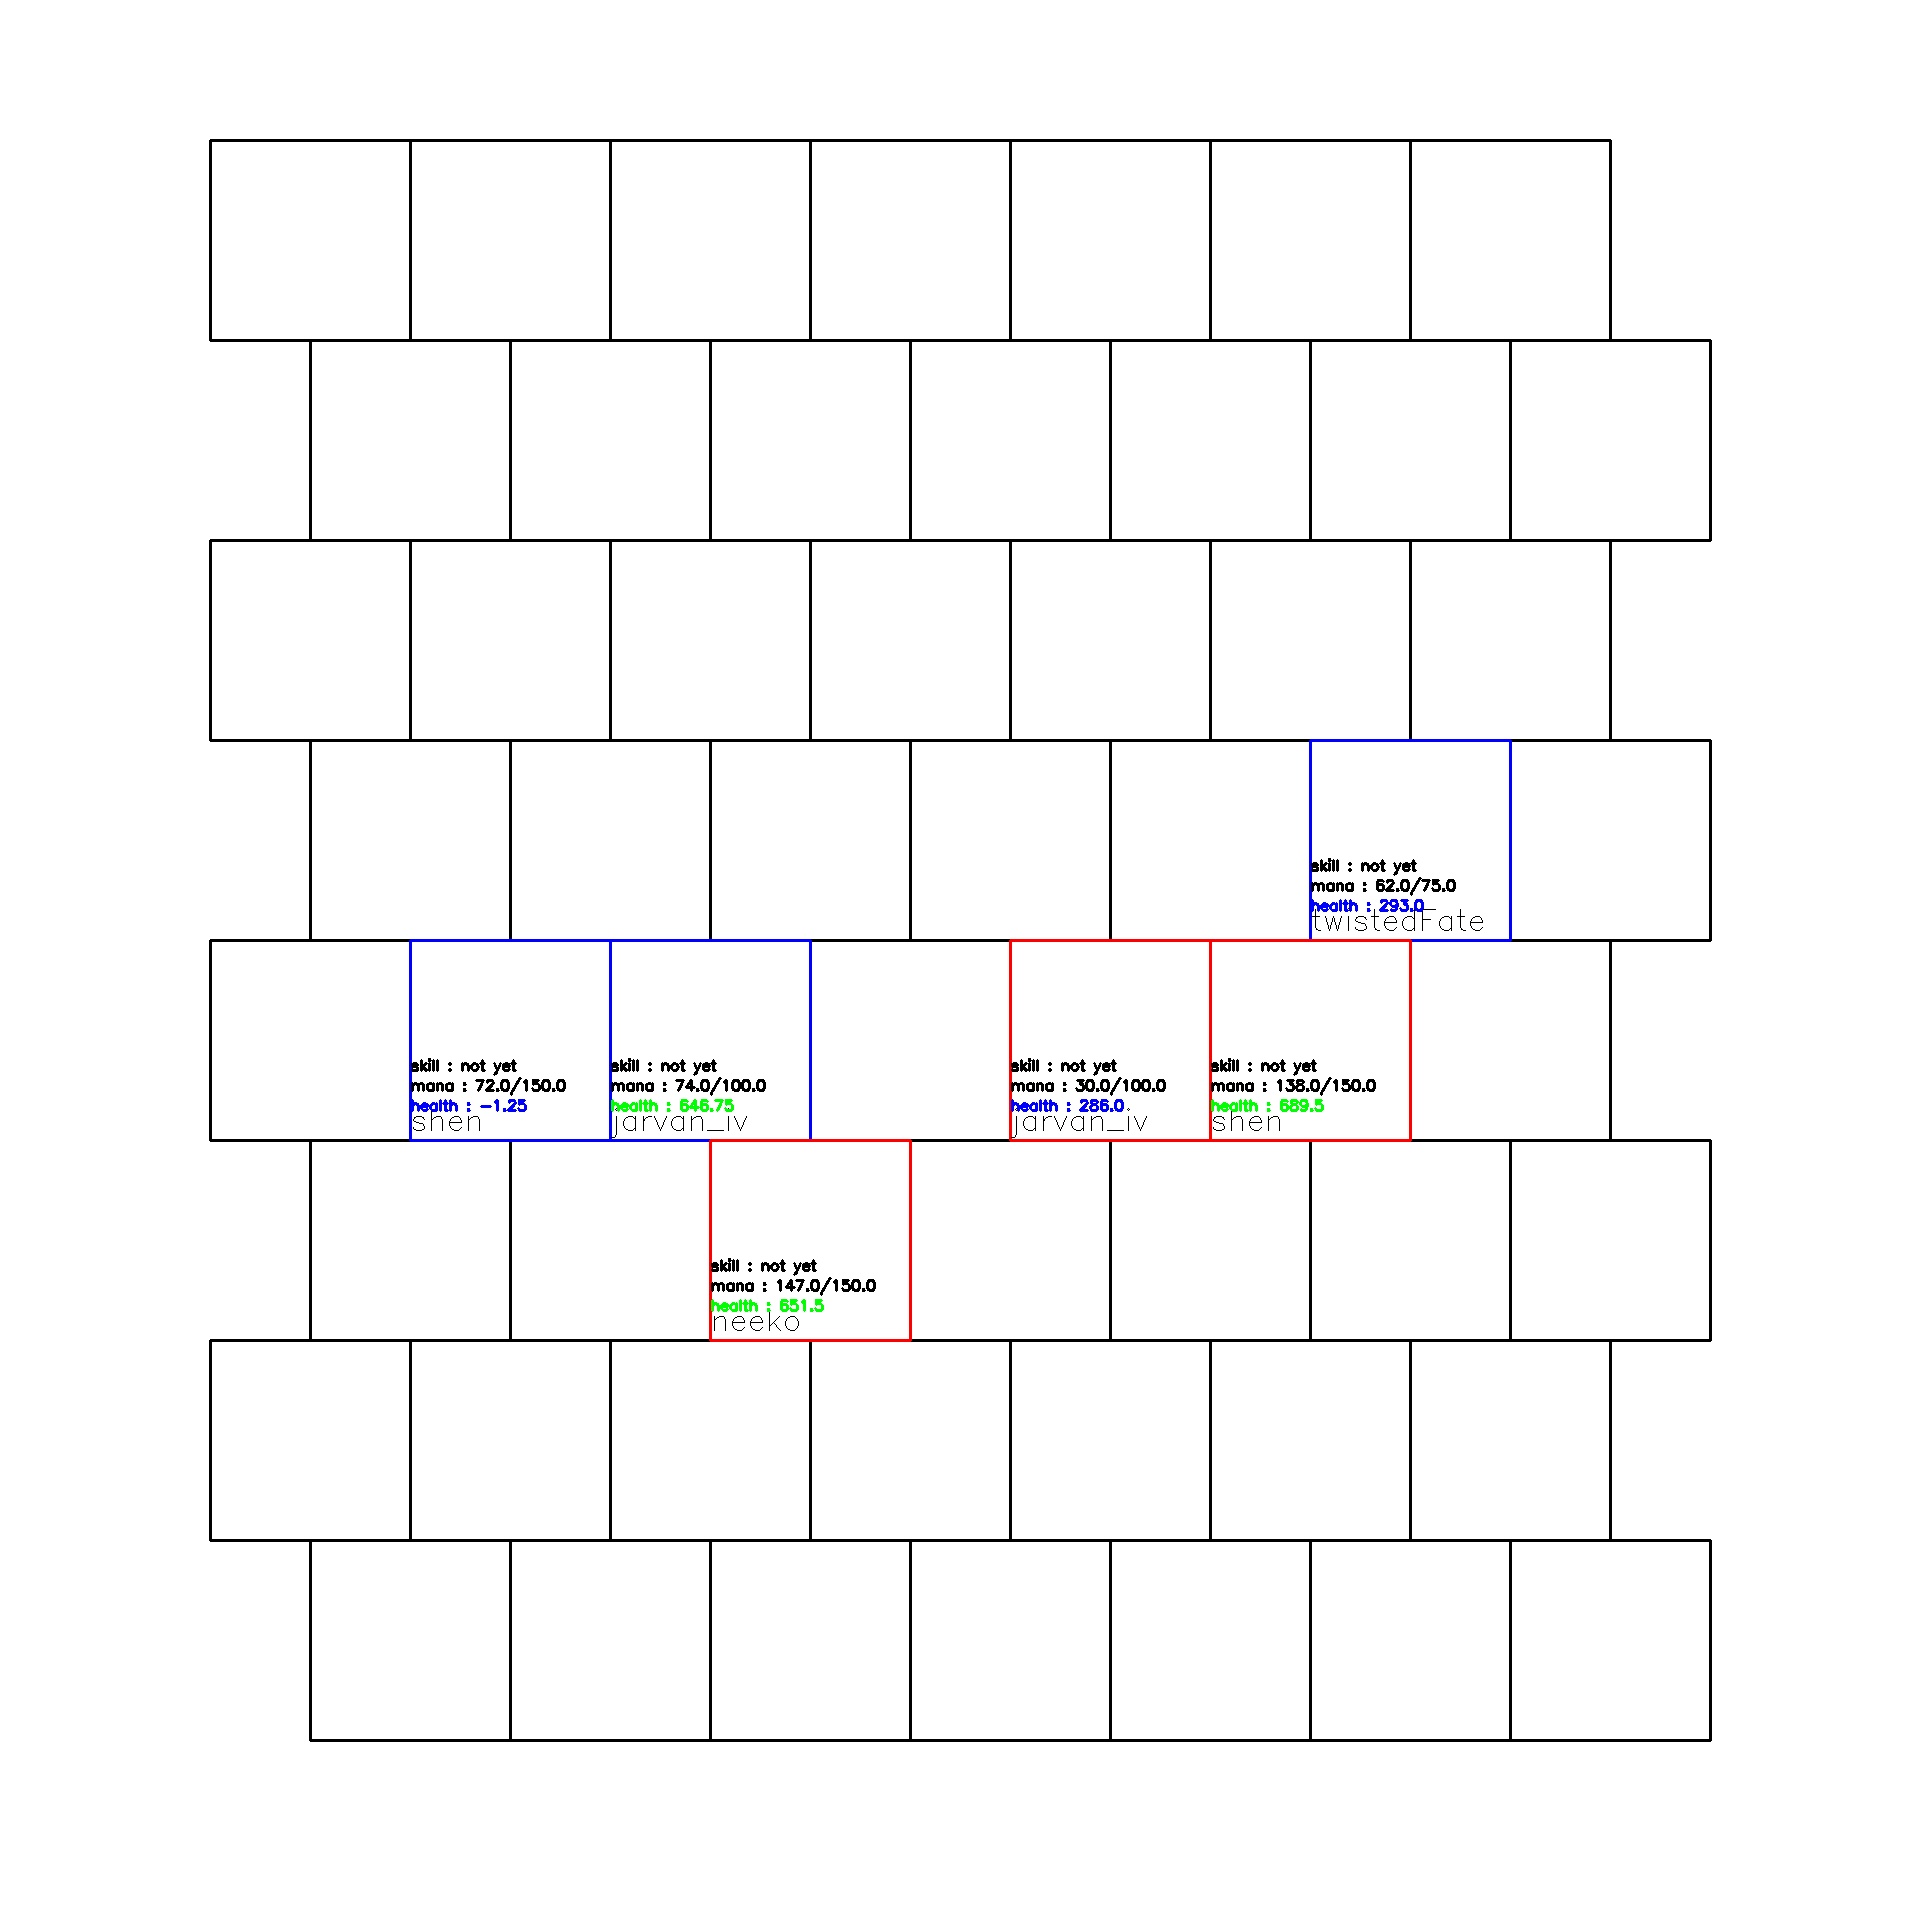 skill : not yet
mana : 62.0/75.0
health : 293.0
twistedFate
skill : not yet
mana : 72.0/150.0
health : -1.25
shen
skill : not yet
mana : 74.0/100.0
health : 646.75
jarvan_iv
skill : not yet
mana : 30.0/100.0
health : 286.0
jarvan_iv
skill : not yet
mana : 138.0/150.0
health : 689.5
shen
skill : not yet
mana : 147.0/150.0
health : 651.5
neeko